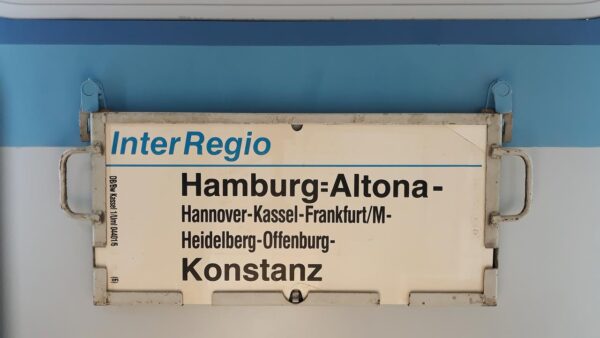 InterRegio
Hamburg=Altona-
Hannover-Kassel-Frankfurt/M-
Heidelberg-Offenburg-
Konstanz